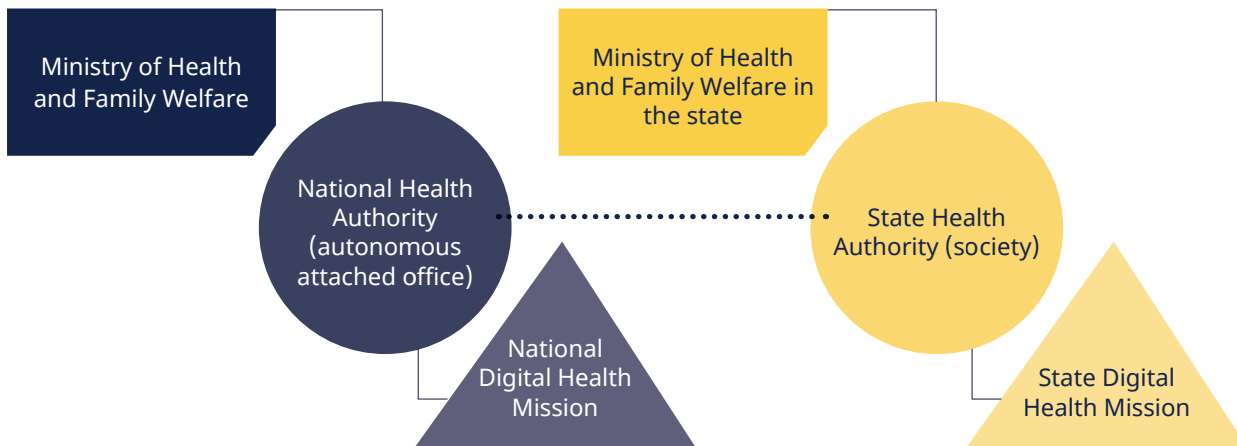 Ministry of Health
and Family Welfare
Ministry of Health
and Family Welfare in
the state
National Health
Authority
(autonomous
attached office)
State Health
Authority (society)
National
Digital Health
Mission
State Digital
Health Mission